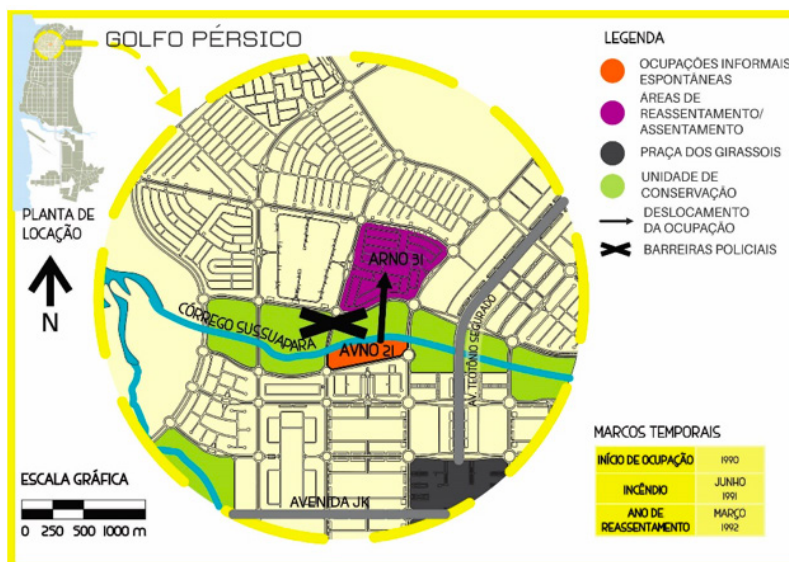 GOLFO PÉRSICO
PLANTA DE
LOCAÇÃO
N
ESCALA GRÁFICA
0 250 500 1000 m
CÓRREGO SUSSUAPARA
ARNO 31
AVNO 21
AV. TEOTÔNIO SEGURADO
AVENIDA JK
LEGENDA
OCUPAÇÕES INFORMAIS
ESPONTÂNEAS
ÁREAS DE
REASSENTAMENTO/
ASSENTAMENTO
PRAÇA DOS GIRASSOIS
UNIDADE DE
CONSERVAÇÃO
DESLOCAMENTO
DA OCUPAÇÃO
BARREIRAS POLICIAIS
MARCOS TEMPORAIS
INÍCIO DE OCUPAÇÃO 1990
INCÊNDIO JUNHO
1991
ANO DE
REASSENTAMENTO MARÇO
1992